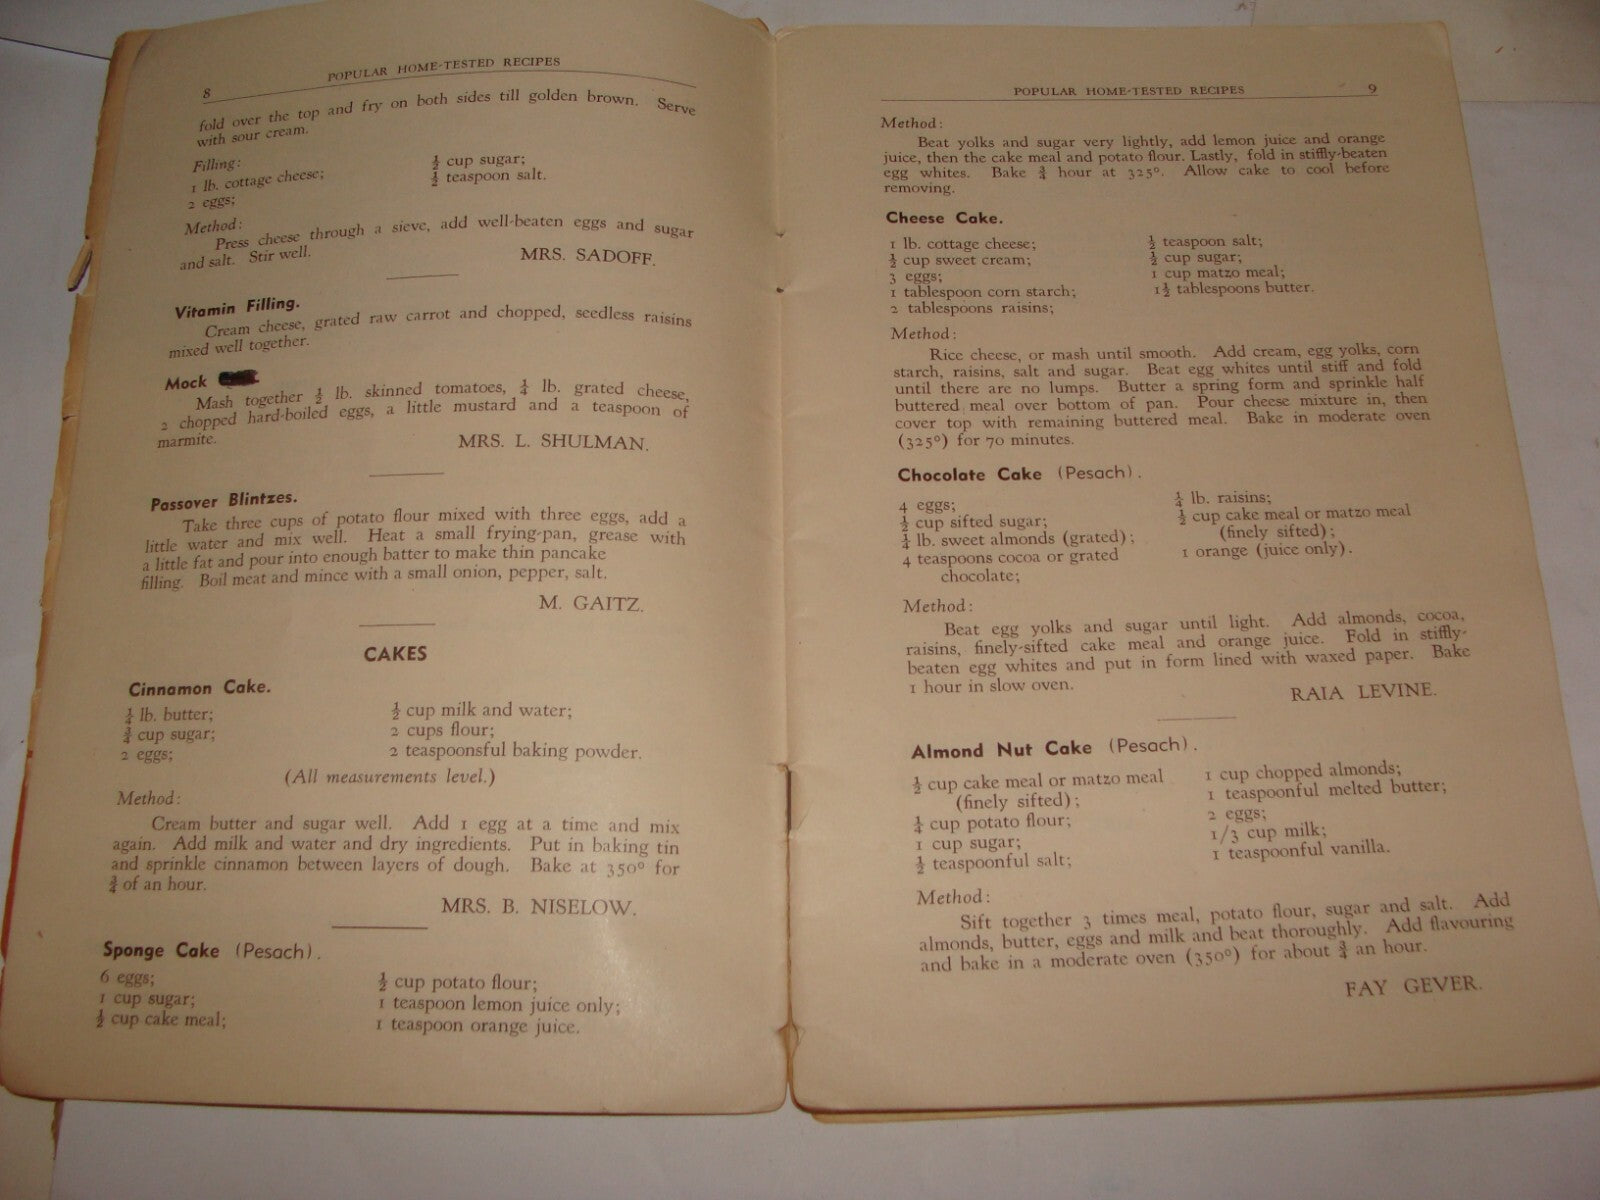 8
POPULAR HOME-TESTED RECIPES
fold over the top and fry on both sides till golden brown. Serve
with sour cream.
Filling:
1 lb. cottage cheese;
2 eggs;
½ cup sugar;
½ teaspoon salt.
Method:
Press cheese through a sieve, add well-beaten eggs and sugar
and salt. Stir well.
MRS. SADOFF.
Vitamin Filling.
Cream cheese, grated raw carrot and chopped, seedless raisins
mixed well together.
Mock
Mash together ½ lb. skinned tomatoes, ¼ lb. grated cheese,
2 chopped hard-boiled eggs, a little mustard and a teaspoon of
marmite.
MRS. L. SHULMAN.
Passover Blintzes.
Take three cups of potato flour mixed with three eggs, add a
little water and mix well. Heat a small frying-pan, grease with
a little fat and pour into enough batter to make thin pancake
filling. Boil meat and mince with a small onion, pepper, salt.
M. GAITZ.
CAKES
Cinnamon Cake.
¼ lb. butter;
¾ cup sugar;
2 eggs;
½ cup milk and water;
2 cups flour;
2 teaspoonsful baking powder.
(All measurements level.)
Method:
Cream butter and sugar well. Add 1 egg at a time and mix
again. Add milk and water and dry ingredients. Put in baking tin
and sprinkle cinnamon between layers of dough. Bake at 350° for
¾ of an hour.
MRS. B. NISELOW.
Sponge Cake (Pesach).
6 eggs;
1 cup sugar;
½ cup cake meal;
½ cup potato flour;
1 teaspoon lemon juice only;
1 teaspoon orange juice.
POPULAR HOME-TESTED RECIPES
9
Method:
Beat yolks and sugar very lightly, add lemon juice and orange
juice, then the cake meal and potato flour. Lastly, fold in stiffly-beaten
egg whites. Bake ¾ hour at 325°. Allow cake to cool before
removing.
Cheese Cake.
1 lb. cottage cheese;
½ cup sweet cream;
3 eggs;
1 tablespoon corn starch;
2 tablespoons raisins;
½ teaspoon salt;
½ cup sugar;
1 cup matzo meal;
1½ tablespoons butter.
Method:
Rice cheese, or mash until smooth. Add cream, egg yolks, corn
starch, raisins, salt and sugar. Beat egg whites until stiff and fold
until there are no lumps. Butter a spring form and sprinkle half
buttered meal over bottom of pan. Pour cheese mixture in, then
cover top with remaining buttered meal. Bake in moderate oven
(325°) for 70 minutes.
Chocolate Cake (Pesach).
4 eggs;
½ cup sifted sugar;
¼ lb. sweet almonds (grated);
4 teaspoons cocoa or grated
chocolate;
¼ lb. raisins;
½ cup cake meal or matzo meal
(finely sifted);
1 orange (juice only).
Method:
Beat egg yolks and sugar until light. Add almonds, cocoa,
raisins, finely-sifted cake meal and orange juice. Fold in stiffly-
beaten egg whites and put in form lined with waxed paper. Bake
1 hour in slow oven.
RAIA LEVINE.
Almond Nut Cake (Pesach).
½ cup cake meal or matzo meal
(finely sifted);
¼ cup potato flour;
1 cup sugar;
½ teaspoonful salt;
1 cup chopped almonds;
1 teaspoonful melted butter;
2 eggs;
1/3 cup milk;
1 teaspoonful vanilla.
Method:
Sift together 3 times meal, potato flour, sugar and salt. Add
almonds, butter, eggs and milk and beat thoroughly. Add flavouring
and bake in a moderate oven (350°) for about ¾ an hour.
FAY GEVER.